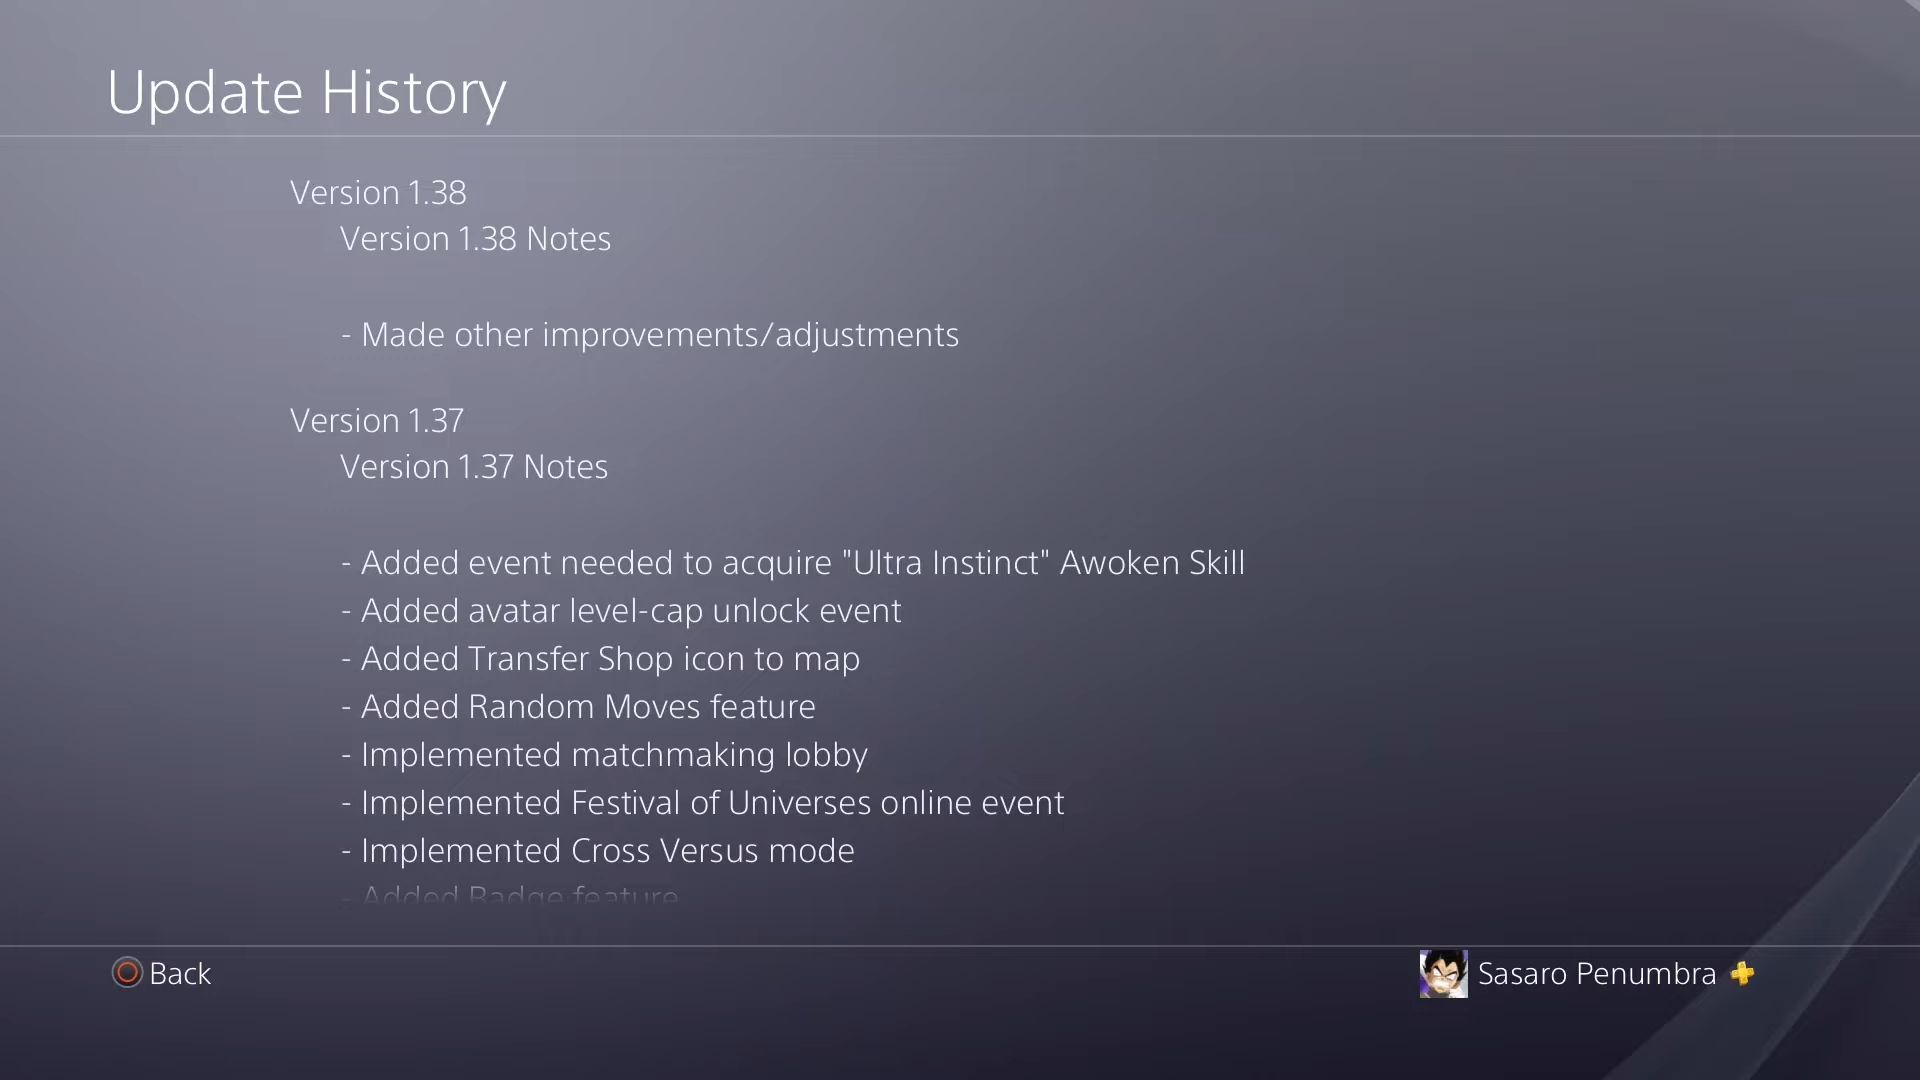 Update History
Version 1.38
Version 1.38 Notes
- Made other improvements/adjustments
Version 1.37
Version 1.37 Notes
- Added event needed to acquire "Ultra Instinct" Awoken Skill
- Added avatar level-cap unlock event
- Added Transfer Shop icon to map
- Added Random Moves feature
- Implemented matchmaking lobby
- Implemented Festival of Universes online event
- Implemented Cross Versus mode
- Added Badge feature
Back
Sasaro Penumbra